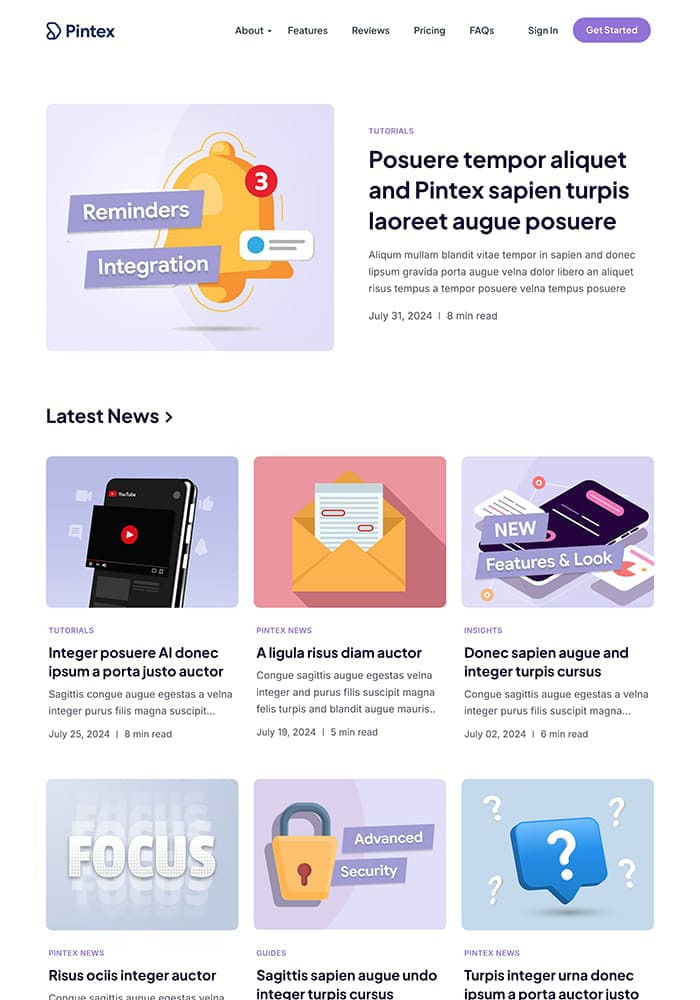 Pintex
About
Features
Reviews
Pricing
FAQs
Sign In
Get Started
Reminders
Integration
3
TUTORIALS
Posuere tempor aliquet
and Pintex sapien turpis
laoreet augue posuere
Aliqum mullam blandit vitae tempor in sapien and donec
lipsum gravida porta augue velna dolor libero an aliquet
risus tempus a tempor posuere velna tempus posuere
July 31, 2024 | 8 min read
Latest News
YouTube
NEW
Features & Look
TUTORIALS
Integer posuere AI donec
ipsum a porta justo auctor
Sagittis congue augue egestas a velna
integer purus filis magna suscipit...
July 25, 2024 | 8 min read
PINTEX NEWS
A ligula risus diam auctor
Congue sagittis augue egestas velna
integer and purus filis suscipit magna
felis turpis and blandit augue mauris..
July 19, 2024 | 5 min read
INSIGHTS
Donec sapien augue and
integer turpis cursus
Congue sagittis augue egestas a velna
integer purus filis suscipit magna...
July 02, 2024 | 6 min read
FOCUS
FOCUS
FOCUS
Advanced
Security
?
PINTEX NEWS
Risus ociis integer auctor
Congue sagittis augue egestas velna
GUIDES
Sagittis sapien augue undo
integer turpis cursus
PINTEX NEWS
Turpis integer urna donec
ipsum a porta auctor justo